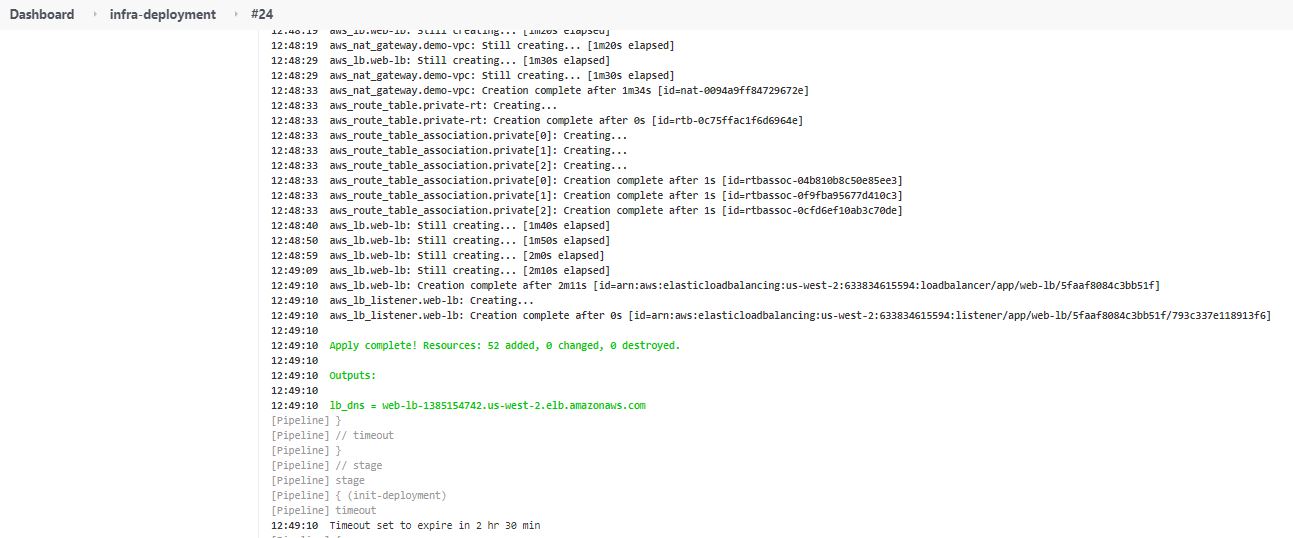 Dashboard › infra-deployment › #24
12:48:19 aws_lb.web-lb: Still creating... [1m20s elapsed]
12:48:19 aws_nat_gateway.demo-vpc: Still creating... [1m20s elapsed]
12:48:29 aws_lb.web-lb: Still creating... [1m30s elapsed]
12:48:29 aws_nat_gateway.demo-vpc: Still creating... [1m30s elapsed]
12:48:33 aws_nat_gateway.demo-vpc: Creation complete after 1m34s [id=nat-0094a9ff84729672e]
12:48:33 aws_route_table.private-rt: Creating...
12:48:33 aws_route_table.private-rt: Creation complete after 0s [id=rtb-0c75ffac1f6d6964e]
12:48:33 aws_route_table_association.private[0]: Creating...
12:48:33 aws_route_table_association.private[1]: Creating...
12:48:33 aws_route_table_association.private[2]: Creating...
12:48:33 aws_route_table_association.private[0]: Creation complete after 1s [id=rtbassoc-04b810b8c50e85ee3]
12:48:33 aws_route_table_association.private[1]: Creation complete after 1s [id=rtbassoc-0f9fba95677d410c3]
12:48:33 aws_route_table_association.private[2]: Creation complete after 1s [id=rtbassoc-0cfd6ef10ab3c70de]
12:48:40 aws_lb.web-lb: Still creating... [1m40s elapsed]
12:48:50 aws_lb.web-lb: Still creating... [1m50s elapsed]
12:48:59 aws_lb.web-lb: Still creating... [2m0s elapsed]
12:49:09 aws_lb.web-lb: Still creating... [2m10s elapsed]
12:49:10 aws_lb.web-lb: Creation complete after 2m11s [id=arn:aws:elasticloadbalancing:us-west-2:633834615594:loadbalancer/app/web-lb/5faaf8084c3bb51f]
12:49:10 aws_lb_listener.web-lb: Creating...
12:49:10 aws_lb_listener.web-lb: Creation complete after 0s [id=arn:aws:elasticloadbalancing:us-west-2:633834615594:listener/app/web-lb/5faaf8084c3bb51f/793c337e118913f6]
12:49:10
12:49:10 Apply complete! Resources: 52 added, 0 changed, 0 destroyed.
12:49:10
12:49:10 Outputs:
12:49:10
12:49:10 lb_dns = web-lb-1385154742.us-west-2.elb.amazonaws.com
[Pipeline] }
[Pipeline] // timeout
[Pipeline] }
[Pipeline] // stage
[Pipeline] stage
[Pipeline] { (init-deployment)
[Pipeline] timeout
12:49:10 Timeout set to expire in 2 hr 30 min